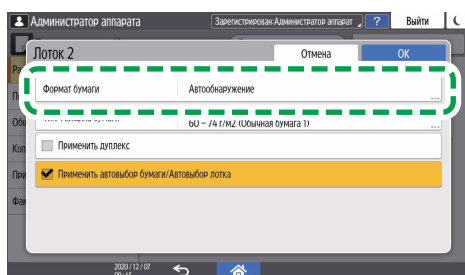 Администратор аппарата
Зарегистрирован Администратор аппарат
?
Выйти
Лоток 2
Отмена
OK
Формат бумаги
Автообнаружение
...
60 – 74 г/м2 (Обычная бумага 1)
...
Применить дуплекс
Применить автовыбор бумаги/Автовыбор лотка
2020/12/07